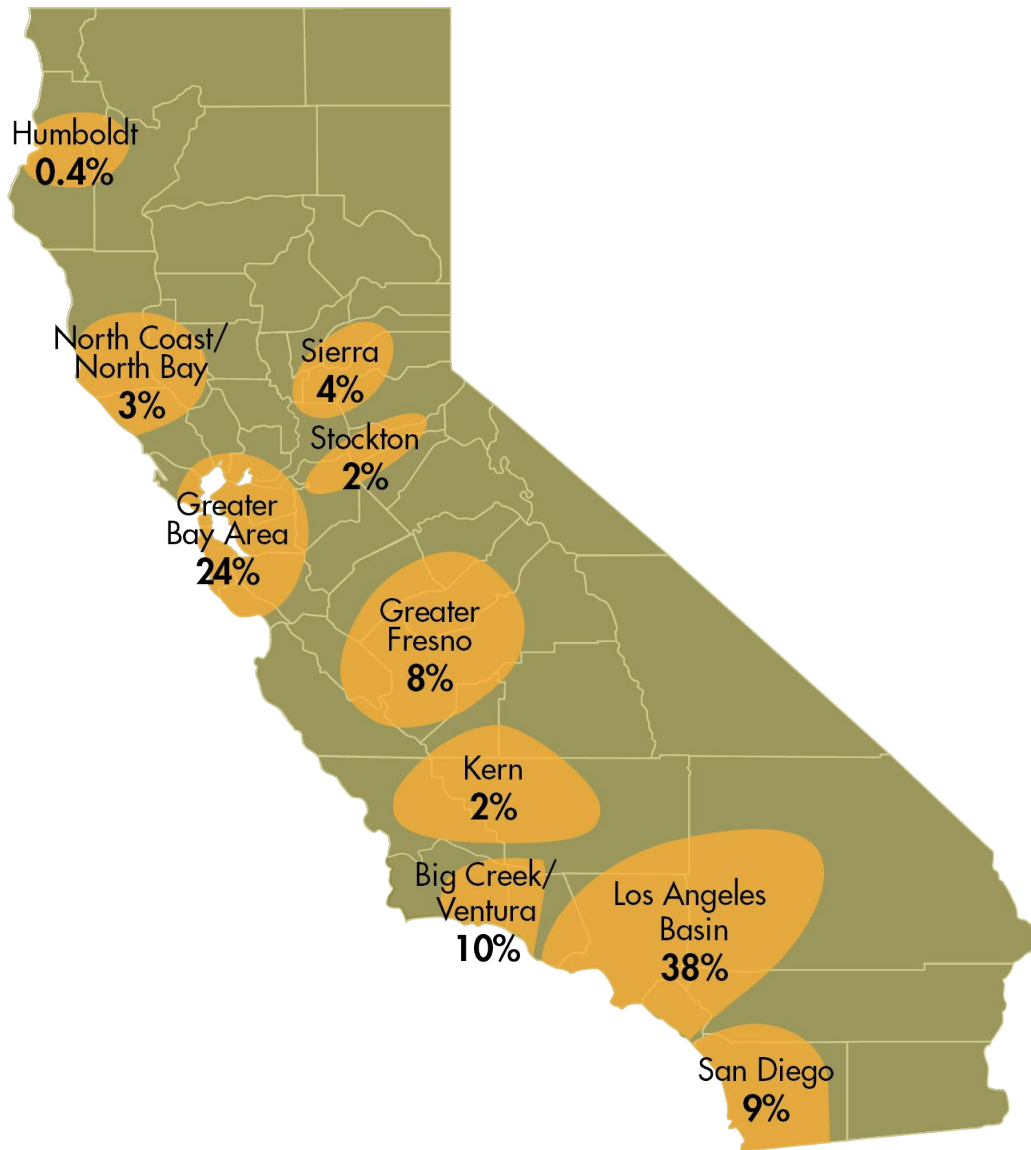 Humboldt
0.4%
North Coast/
North Bay
3%
Sierra
4%
Stockton
2%
Greater
Bay Area
24%
Greater
Fresno
8%
Kern
2%
Big Creek/
Ventura
10%
Los Angeles
Basin
38%
San Diego
9%